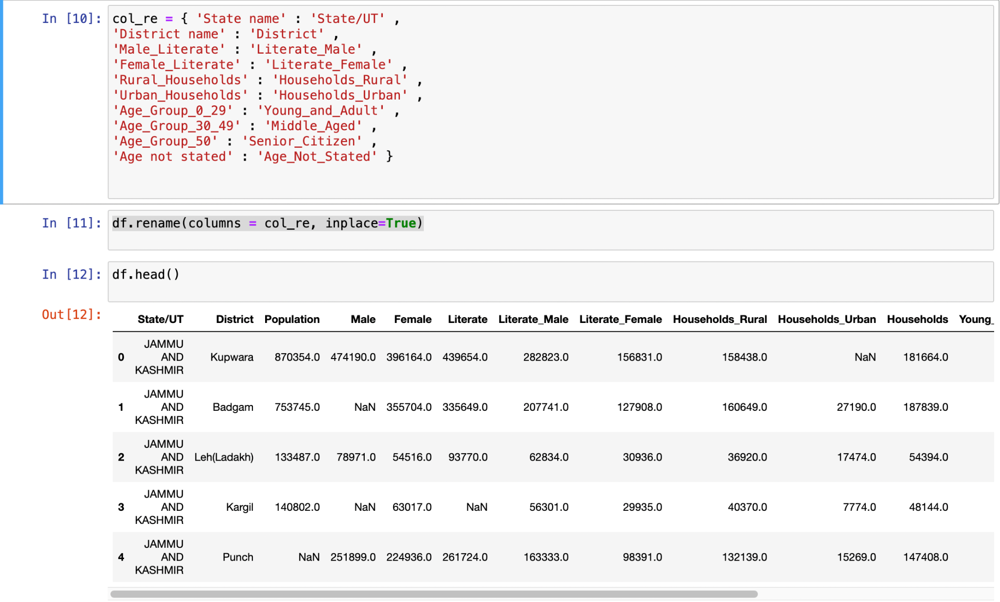 In [10]: col_re = { 'State name' : 'State/UT' ,
'District name' : 'District' ,
'Male_Literate' : 'Literate_Male' ,
'Female_Literate' : 'Literate_Female' ,
'Rural_Households' : 'Households_Rural' ,
'Urban_Households' : 'Households_Urban' ,
'Age_Group_0_29' : 'Young_and_Adult' ,
'Age_Group_30_49' : 'Middle_Aged' ,
'Age_Group_50' : 'Senior_Citizen' ,
'Age not stated' : 'Age_Not_Stated' }
In [11]: df.rename(columns = col_re, inplace=True)
In [12]: df.head()
Out[12]:
State/UT District Population Male Female Literate Literate_Male Literate_Female Households_Rural Households_Urban Households Young_
JAMMU
0 AND Kupwara 870354.0 474190.0 396164.0 439654.0 282823.0 156831.0 158438.0 NaN 181664.0
KASHMIR
JAMMU
1 AND Badgam 753745.0 NaN 355704.0 335649.0 207741.0 127908.0 160649.0 27190.0 187839.0
KASHMIR
JAMMU
2 AND Leh(Ladakh) 133487.0 78971.0 54516.0 93770.0 62834.0 30936.0 36920.0 17474.0 54394.0
KASHMIR
JAMMU
3 AND Kargil 140802.0 NaN 63017.0 NaN 56301.0 29935.0 40370.0 7774.0 48144.0
KASHMIR
JAMMU
4 AND Punch NaN 251899.0 224936.0 261724.0 163333.0 98391.0 132139.0 15269.0 147408.0
KASHMIR